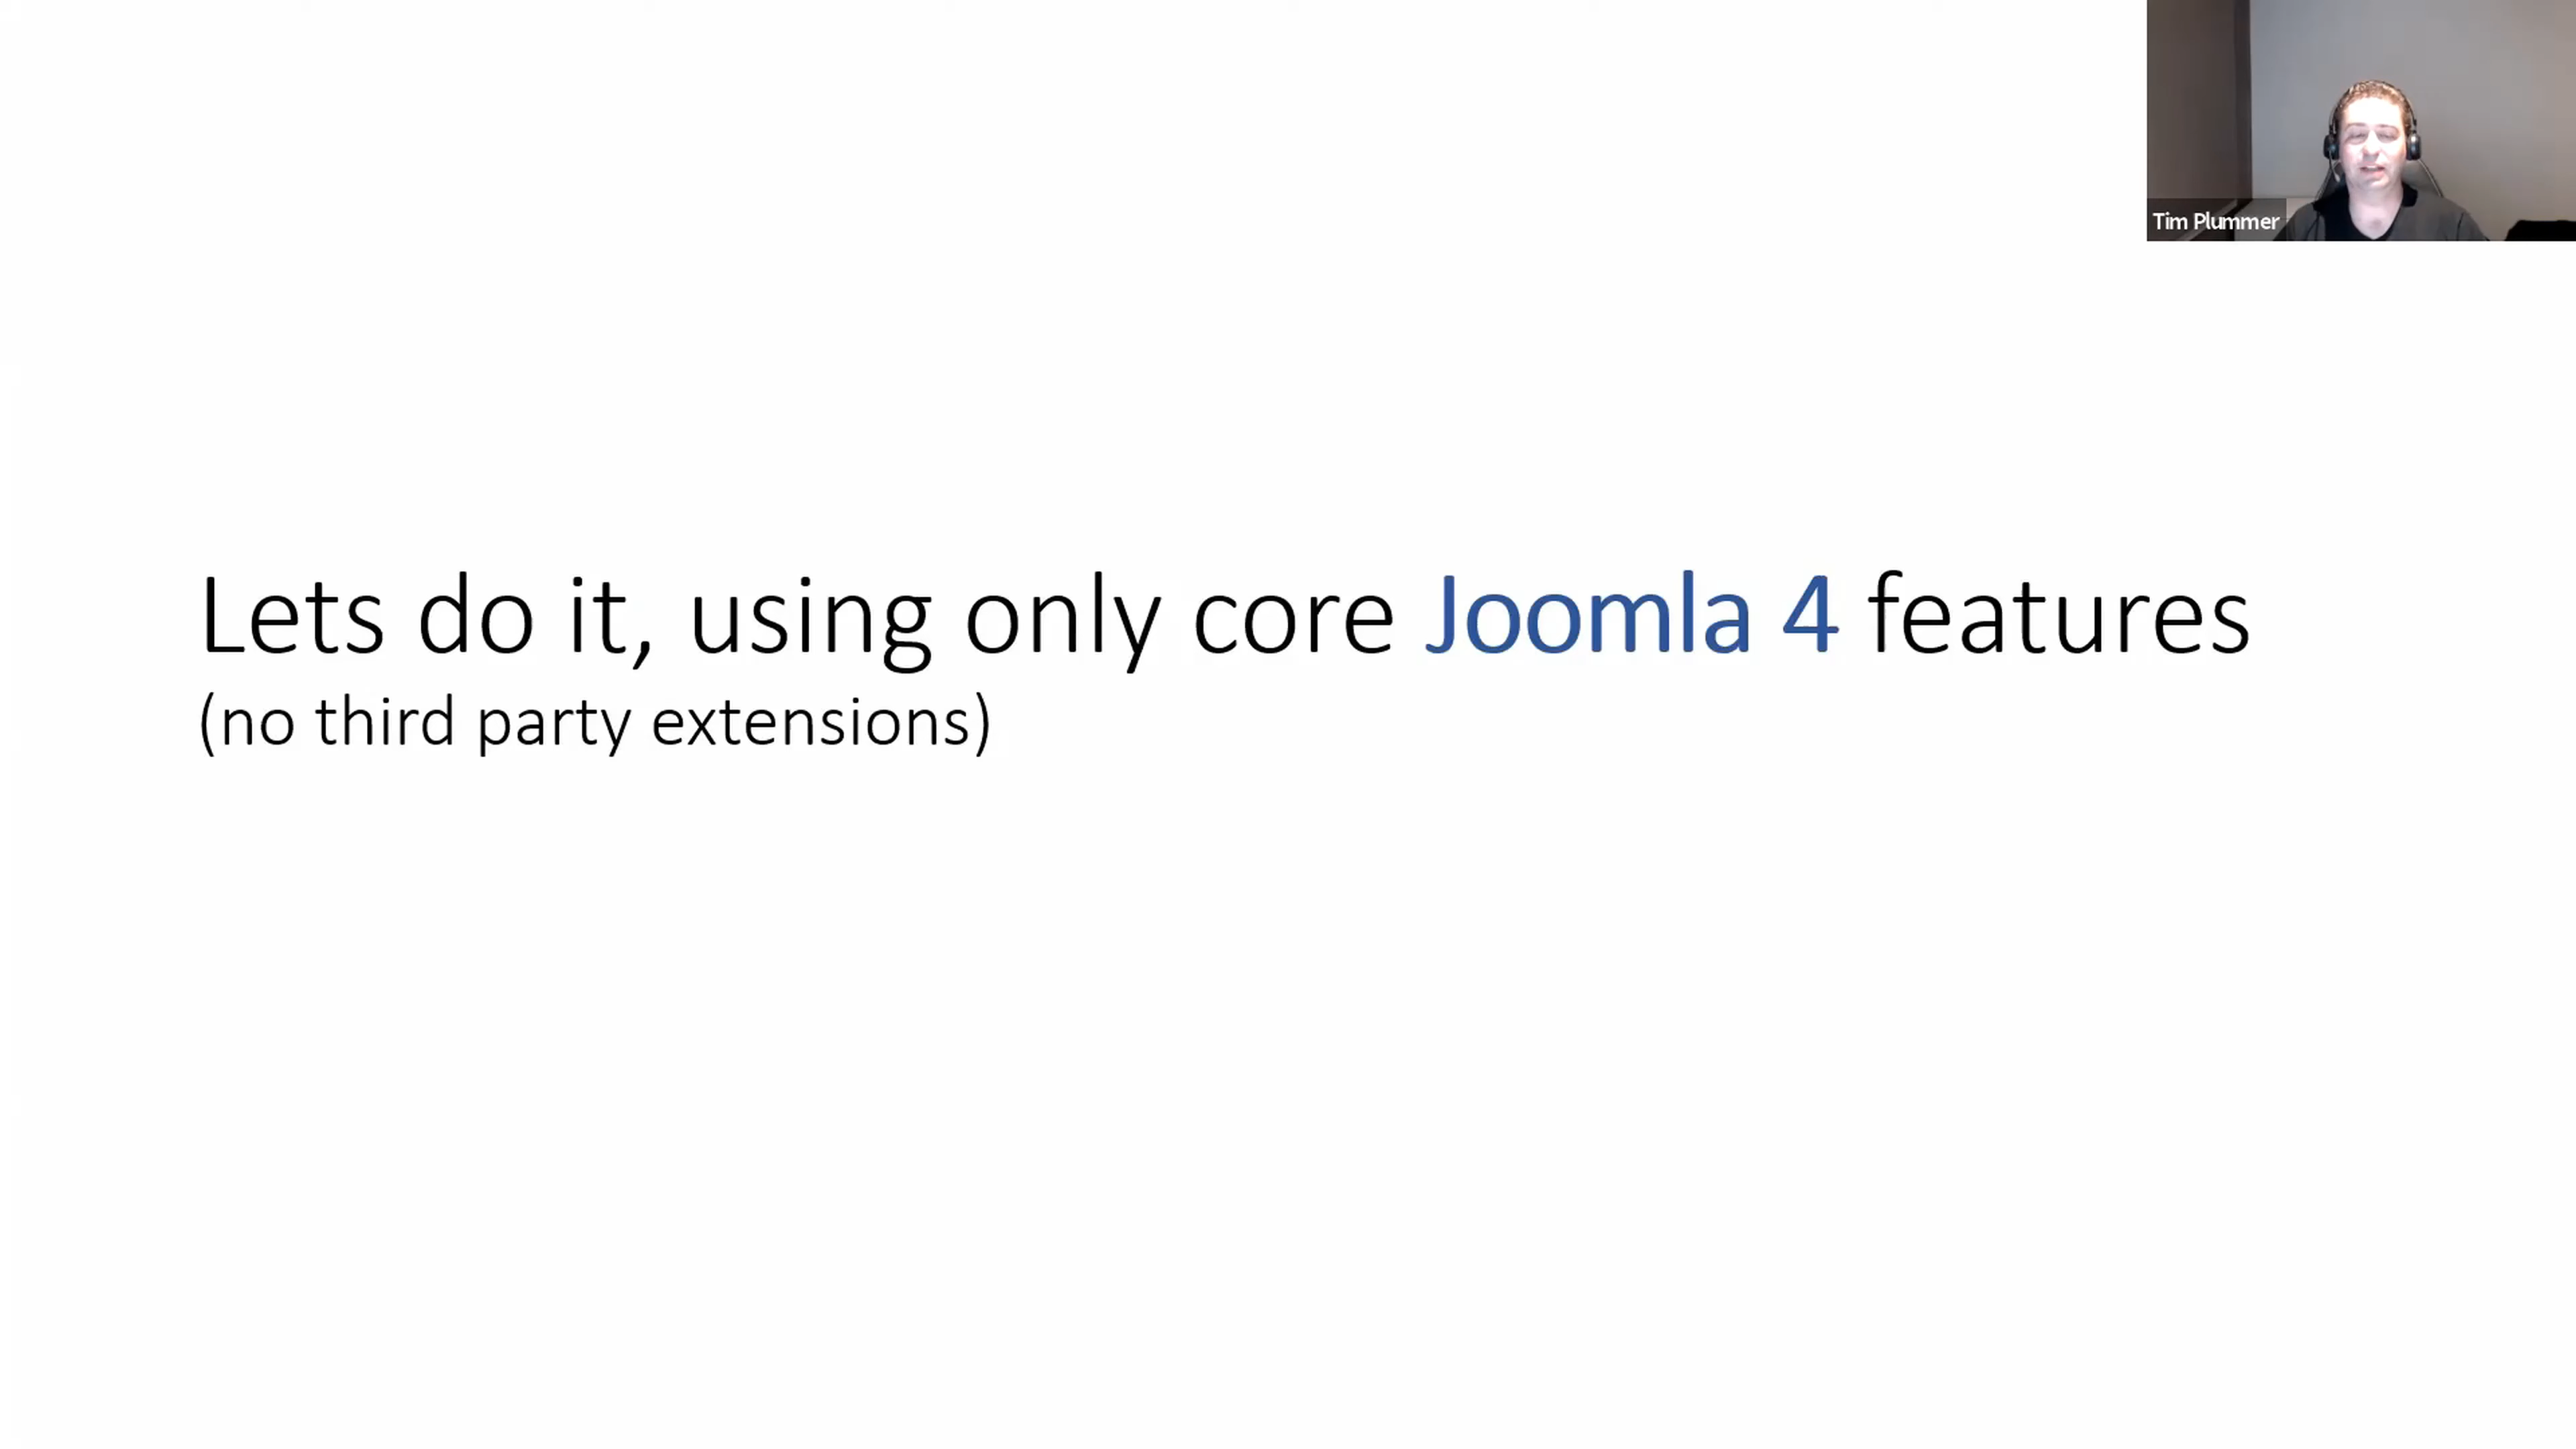 Tim Plummer
Lets do it, using only core Joomla 4 features
(no third party extensions)